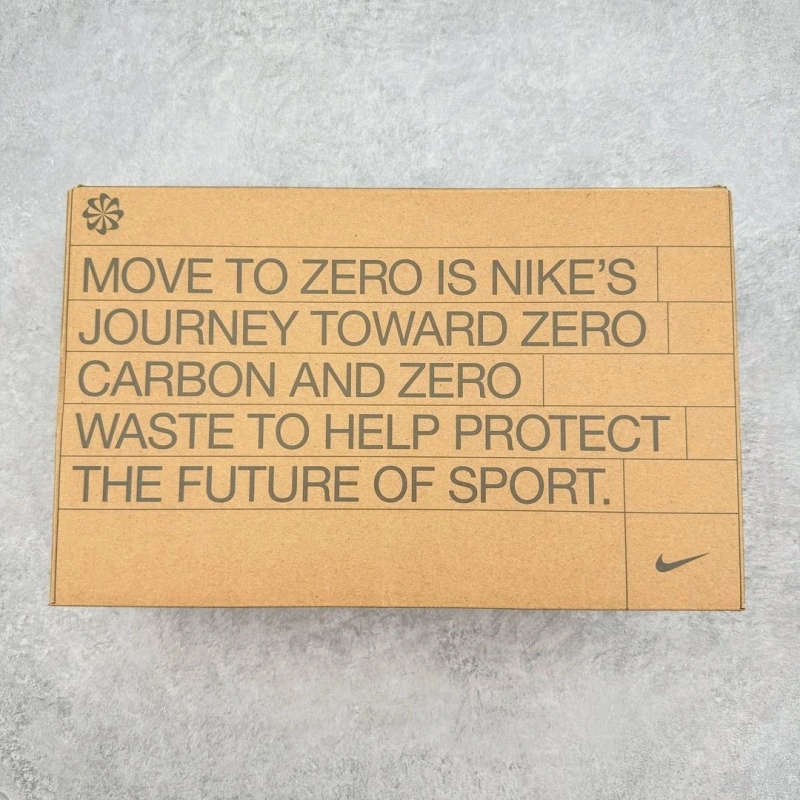 MOVE TO ZERO IS NIKE’S
JOURNEY TOWARD ZERO
CARBON AND ZERO
WASTE TO HELP PROTECT
THE FUTURE OF SPORT.